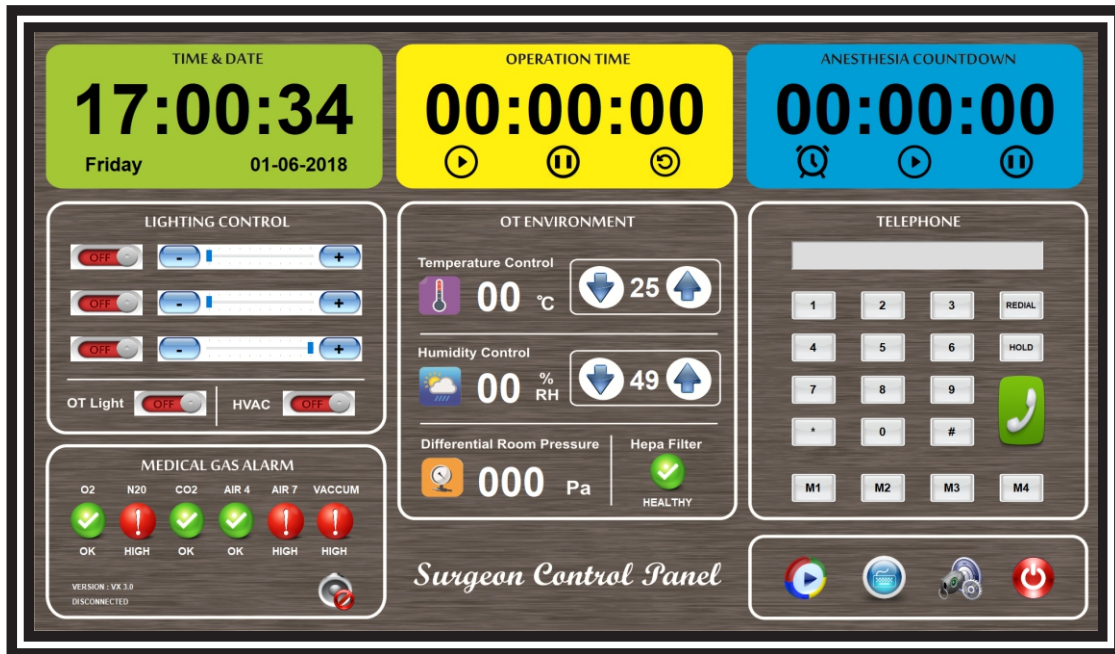 TIME & DATE
17:00:34
Friday 01-06-2018
OPERATION TIME
00:00:00
ANESTHESIA COUNTDOWN
00:00:00
LIGHTING CONTROL
OFF - +
OFF - +
OFF - +
OT Light OFF HVAC OFF
MEDICAL GAS ALARM
O2 N20 CO2 AIR 4 AIR 7 VACCUM
OK HIGH OK OK HIGH HIGH
VERSION : VX 3.0
DISCONNECTED
OT ENVIRONMENT
Temperature Control
00 °C 25
Humidity Control
00 % RH 49
Differential Room Pressure
000 Pa
Hepa Filter
HEALTHY
Surgeon Control Panel
TELEPHONE
1 2 3 REDIAL
4 5 6 HOLD
7 8 9
* 0 #
M1 M2 M3 M4